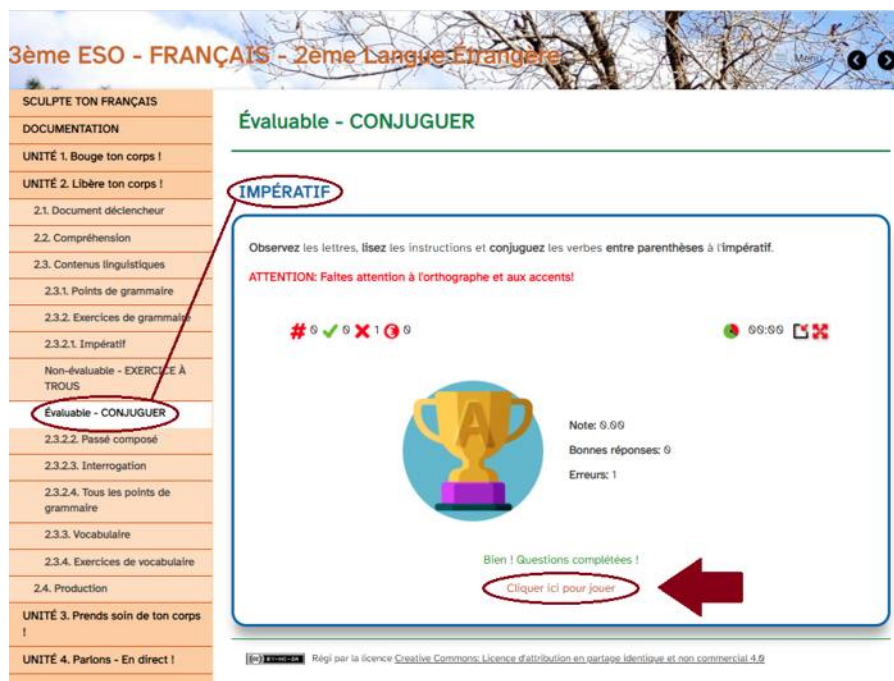 3ème ESO - FRANÇAIS - 2ème Langue Étrangère
Menu
SCULPTE TON FRANÇAIS
DOCUMENTATION
UNITÉ 1. Bouge ton corps !
UNITÉ 2. Libère ton corps !
2.1. Document déclencheur
2.2. Compréhension
2.3. Contenus linguistiques
2.3.1. Points de grammaire
2.3.2. Exercices de grammaire
2.3.2.1. Impératif
Non-évaluable - EXERCICE À
TROUS
Évaluable - CONJUGUER
2.3.2.2. Passé composé
2.3.2.3. Interrogation
2.3.2.4. Tous les points de
grammaire
2.3.3. Vocabulaire
2.3.4. Exercices de vocabulaire
2.4. Production
UNITÉ 3. Prends soin de ton corps
!
UNITÉ 4. Parlons - En direct !
Évaluable - CONJUGUER
IMPÉRATIF
Observez les lettres, lisez les instructions et conjuguez les verbes entre parenthèses à l'impératif.
ATTENTION: Faites attention à l'orthographe et aux accents!
# 0 0 1 0
00:00
A
Note: 0.00
Bonnes réponses: 0
Erreurs: 1
Bien ! Questions complétées !
Cliquer ici pour jouer
(cc) BY-NC-SA Régi par la licence Creative Commons: Licence d'attribution en partage identique et non commercial 4.0